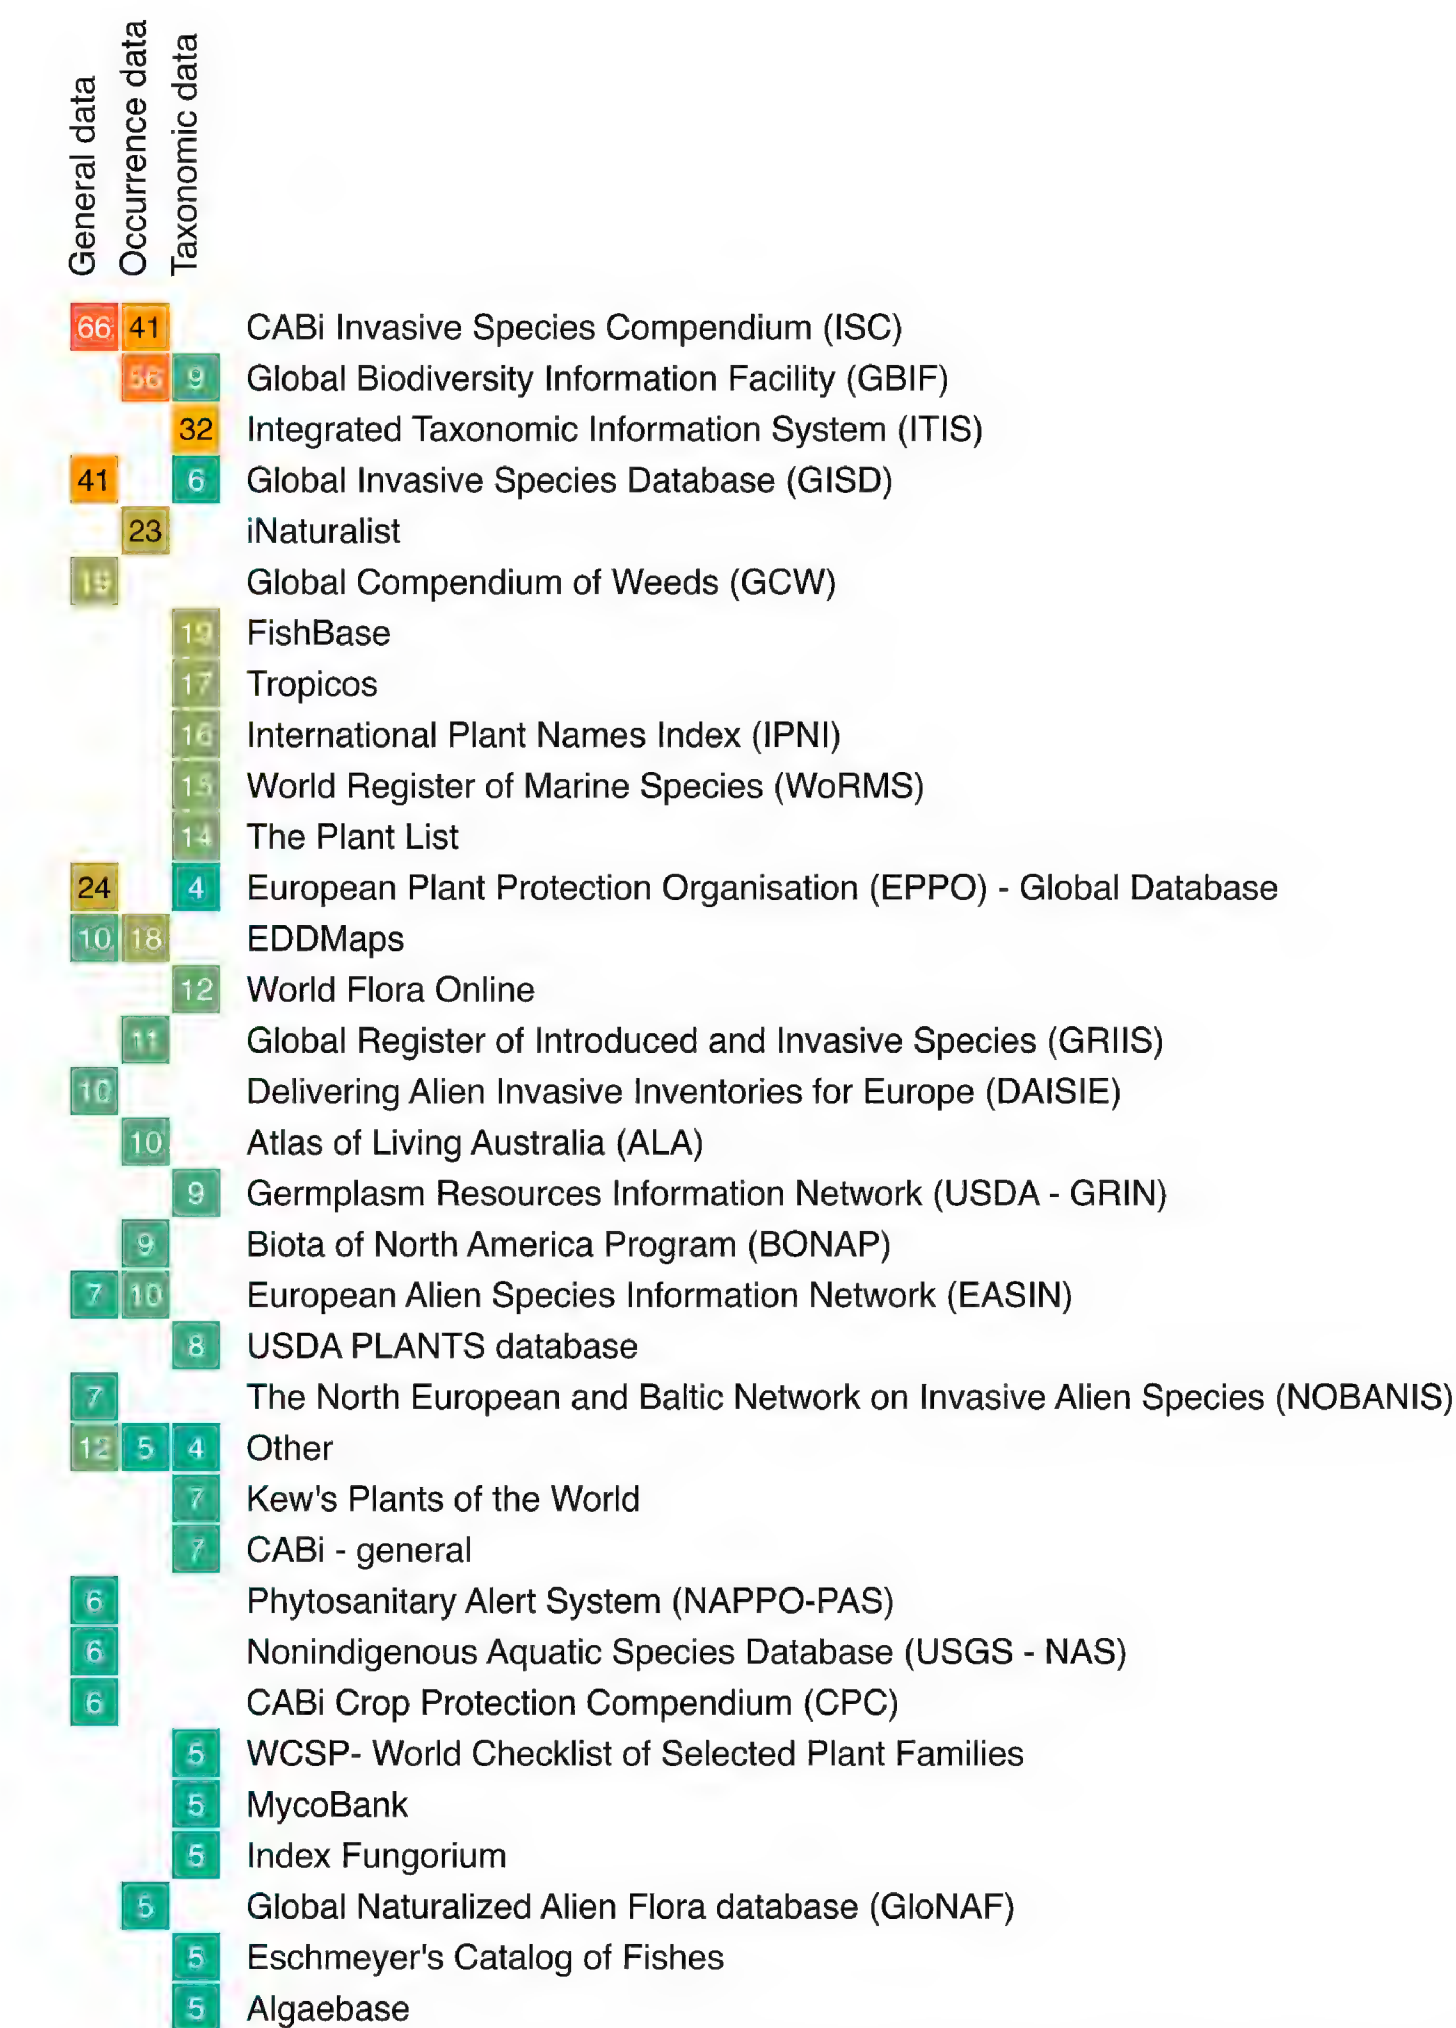 General data
Occurrence data
Taxonomic data
66 41 CABi Invasive Species Compendium (ISC)
56 9 Global Biodiversity Information Facility (GBIF)
32 Integrated Taxonomic Information System (ITIS)
41 6 Global Invasive Species Database (GISD)
23 iNaturalist
Global Compendium of Weeds (GCW)
19 FishBase
17 Tropicos
16 International Plant Names Index (IPNI)
15 World Register of Marine Species (WoRMS)
14 The Plant List
24 4 European Plant Protection Organisation (EPPO) - Global Database
10 18 EDDMaps
12 World Flora Online
11 Global Register of Introduced and Invasive Species (GRIIS)
10 Delivering Alien Invasive Inventories for Europe (DAISIE)
10 Atlas of Living Australia (ALA)
9 Germplasm Resources Information Network (USDA - GRIN)
9 Biota of North America Program (BONAP)
7 10 European Alien Species Information Network (EASIN)
8 USDA PLANTS database
7 The North European and Baltic Network on Invasive Alien Species (NOBANIS)
12 5 4 Other
7 Kew's Plants of the World
7 CABi - general
6 Phytosanitary Alert System (NAPPO-PAS)
6 Nonindigenous Aquatic Species Database (USGS - NAS)
6 CABi Crop Protection Compendium (CPC)
5 WCSP- World Checklist of Selected Plant Families
5 MycoBank
5 Index Fungorium
5 Global Naturalized Alien Flora database (GloNAF)
5 Eschmeyer's Catalog of Fishes
5 Algaebase